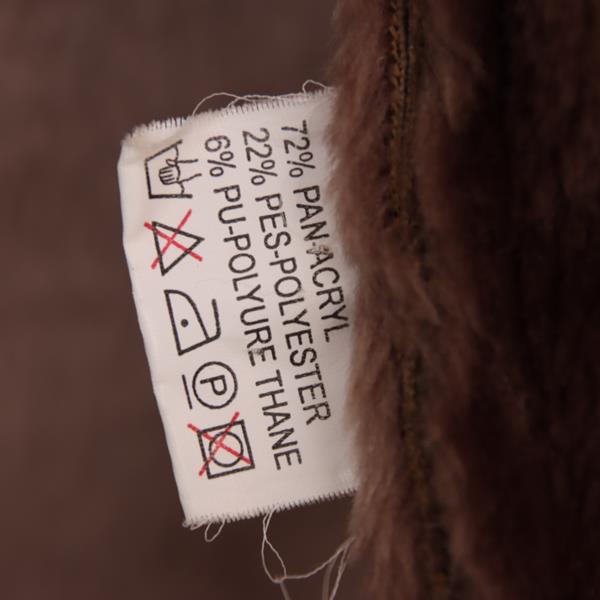 72% PAN-ACRYL
22% PES-POLYESTER
6% PU-POLYURE THANE
P